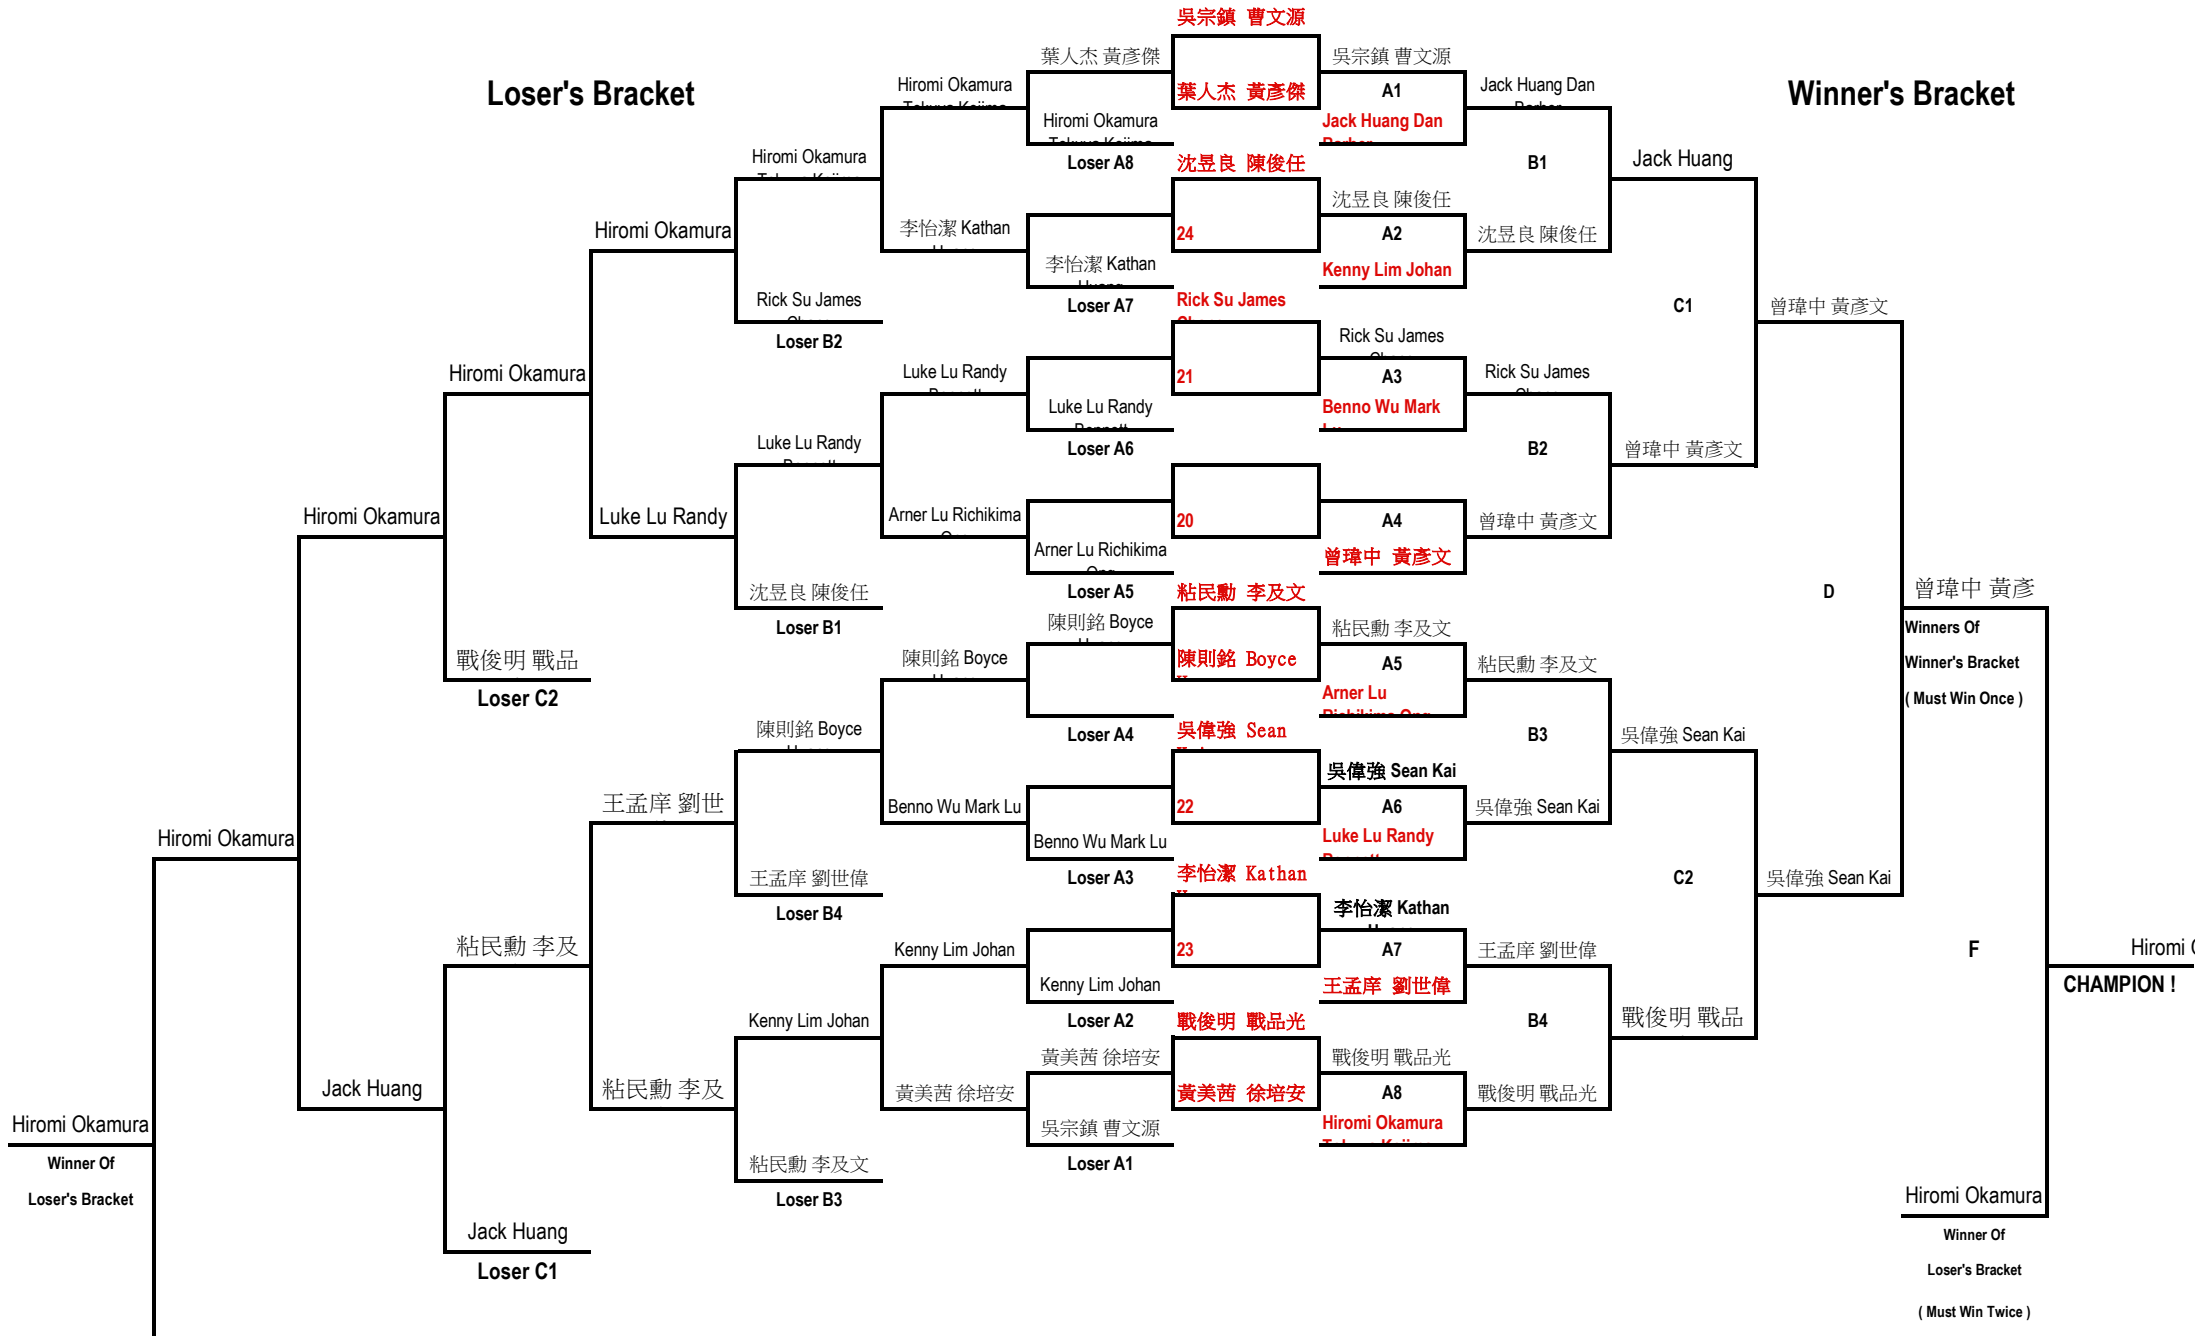 吳宗鎮 曹文源
葉人杰 黃彥傑
吳宗鎮 曹文源
Loser's Bracket
Winner's Bracket
Hiromi Okamura
葉人杰 黃彥傑
A1
Jack Huang Dan
Hiromi Okamura
Jack Huang Dan
Loser A8
沈昱良 陳俊任
B1
Hiromi Okamura
Jack Huang
沈昱良 陳俊任
Hiromi Okamura
李怡潔 Kathan
24
A2
沈昱良 陳俊任
李怡潔 Kathan
Kenny Lim Johan
Rick Su James
Loser A7
Rick Su James
C1
曾瑋中 黃彥文
Loser B2
Rick Su James
Hiromi Okamura
Luke Lu Randy
21
A3
Rick Su James
Luke Lu Randy
Benno Wu Mark
Luke Lu Randy
Loser A6
B2
曾瑋中 黃彥文
Hiromi Okamura
Luke Lu Randy
Arner Lu Richikima
20
A4
曾瑋中 黃彥文
Arner Lu Richikima
曾瑋中 黃彥文
沈昱良 陳俊任
Loser A5
粘民勳 李及文
D
曾瑋中 黃彥
Loser B1
陳則銘 Boyce
粘民勳 李及文
Winners Of
戰俊明 戰品
陳則銘 Boyce
陳則銘 Boyce
A5
粘民勳 李及文
Winner's Bracket
Loser C2
Arner Lu
( Must Win Once )
陳則銘 Boyce
Loser A4
吳偉強 Sean
B3
吳偉強 Sean Kai
吳偉強 Sean Kai
王孟庠 劉世
Benno Wu Mark Lu
22
A6
吳偉強 Sean Kai
Hiromi Okamura
Benno Wu Mark Lu
Luke Lu Randy
王孟庠 劉世偉
Loser A3
李怡潔 Kathan
C2
吳偉強 Sean Kai
Loser B4
李怡潔 Kathan
粘民勳 李及
Kenny Lim Johan
23
A7
王孟庠 劉世偉
F
Hiromi
Kenny Lim Johan
王孟庠 劉世偉
CHAMPION !
Kenny Lim Johan
Loser A2
戰俊明 戰品光
B4
戰俊明 戰品
黃美茜 徐培安
戰俊明 戰品光
Jack Huang
粘民勳 李及
黃美茜 徐培安
黃美茜 徐培安
A8
戰俊明 戰品光
Hiromi Okamura
吳宗鎮 曹文源
Hiromi Okamura
Winner Of
粘民勳 李及文
Loser A1
Loser's Bracket
Loser B3
Hiromi Okamura
Jack Huang
Winner Of
Loser C1
Loser's Bracket
( Must Win Twice )